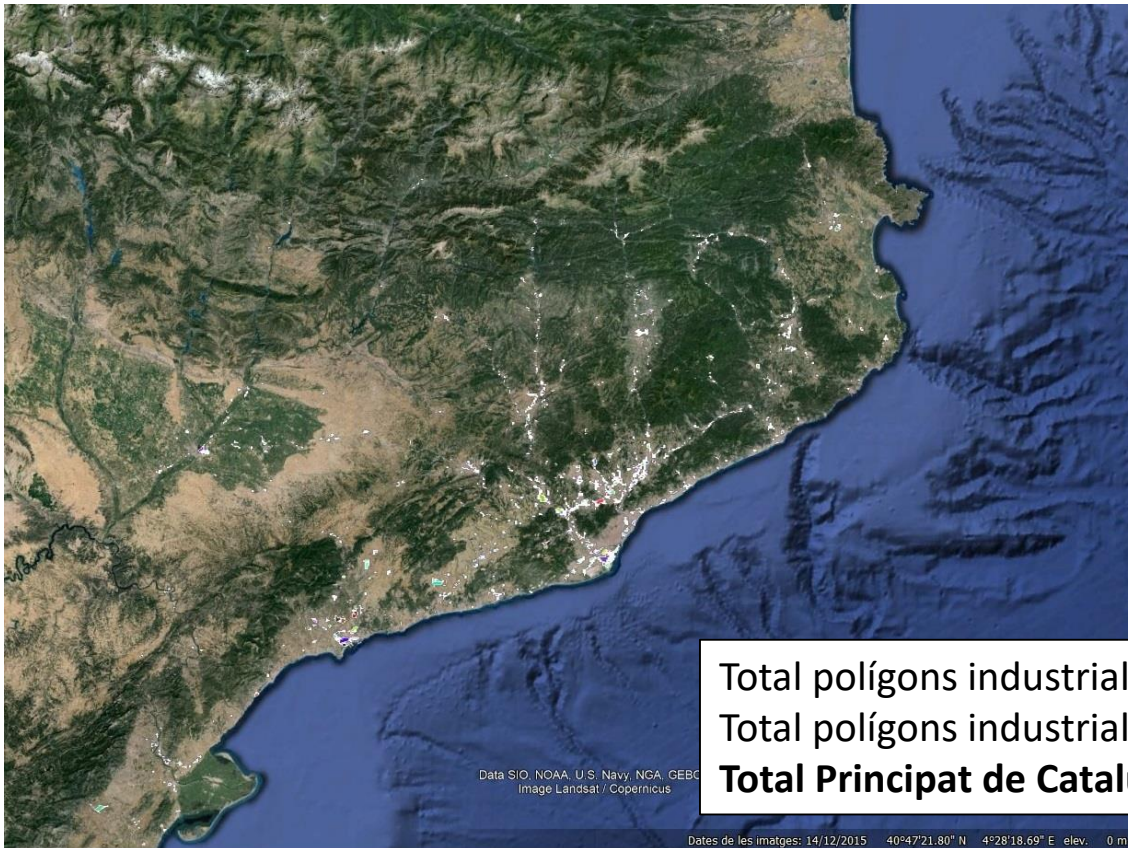 Total polígons industrial
Total polígons industrial
Total Principat de Catal
Data SIO, NOAA, U.S. Navy, NGA, GEBC
Image Landsat / Copernicus
Dates de les imatges: 14/12/2015 40°47'21.80" N 4°28'18.69" E elev. 0 m